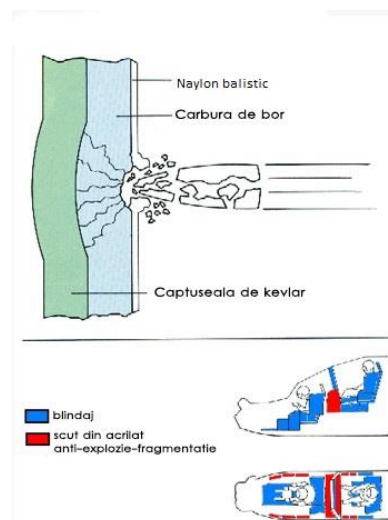 Naylon balistic
Carbura de bor
Captuseala de kevlar
blindaj
scut din acrilat
anti-explozie-fragmentatie